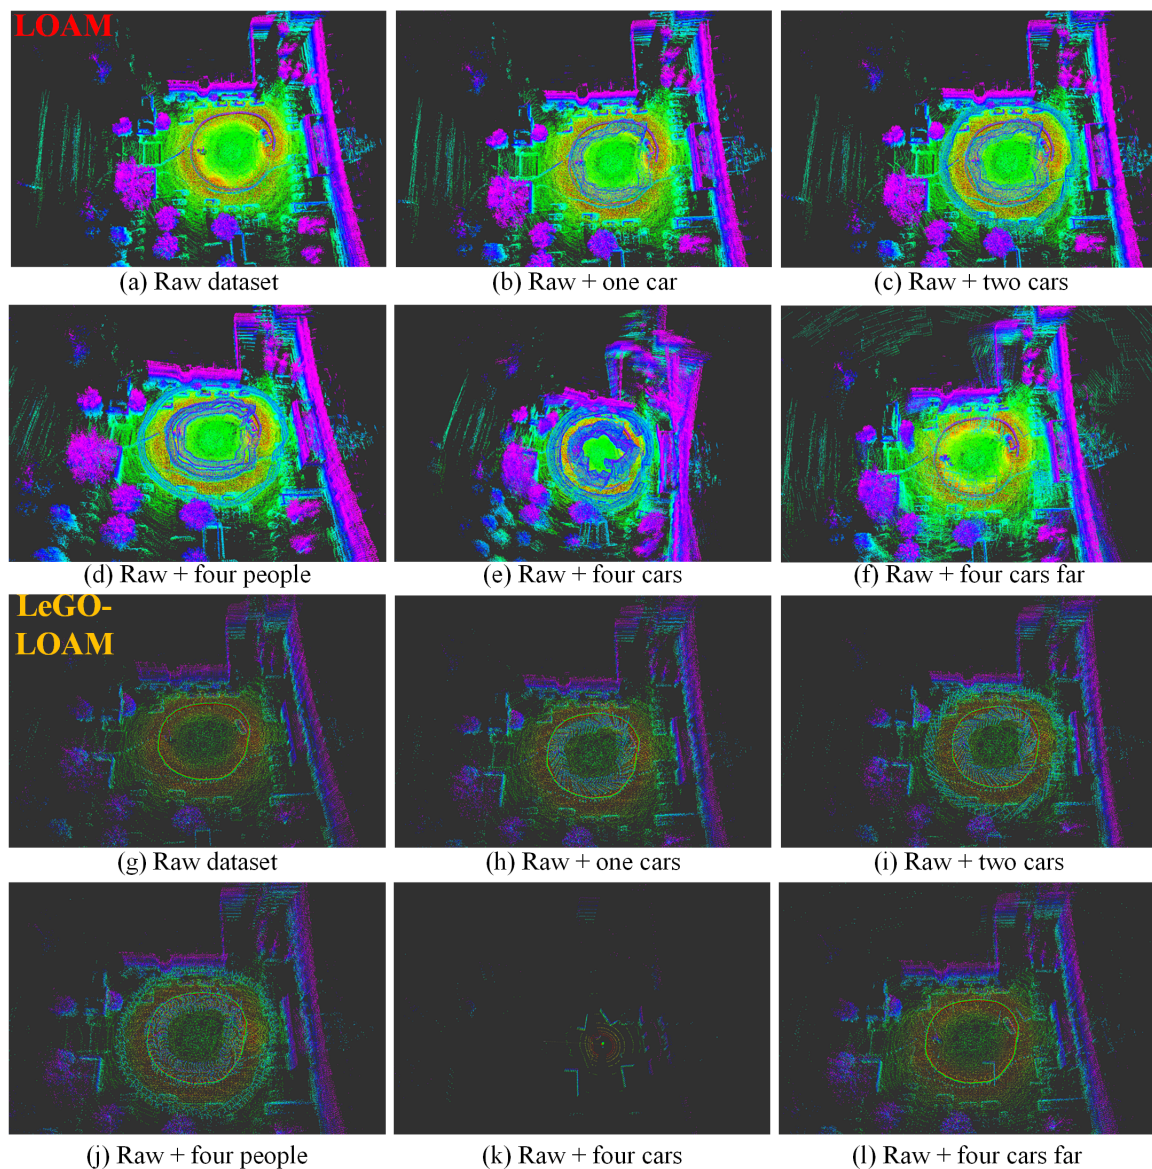 LOAM
(a) Raw dataset
(b) Raw + one car
(c) Raw + two cars
(d) Raw + four people
(e) Raw + four cars
(f) Raw + four cars far
LeGO-
LOAM
(g) Raw dataset
(h) Raw + one cars
(i) Raw + two cars
(j) Raw + four people
(k) Raw + four cars
(l) Raw + four cars far